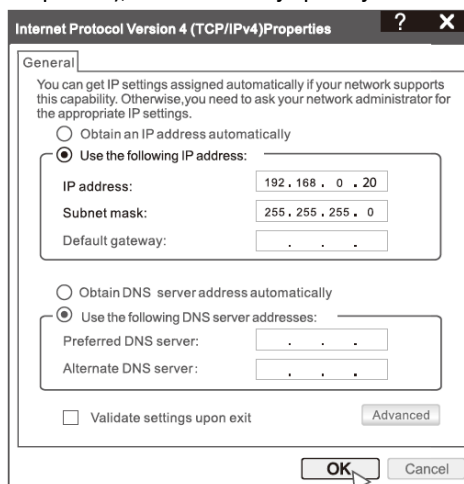 Internet Protocol Version 4 (TCP/IPv4)Properties ? X
General
You can get IP settings assigned automatically if your network supports
this capability. Otherwise,you need to ask your network administrator for
the appropriate IP settings.
Obtain an IP address automatically
Use the following IP address:
IP address: 192 . 168 . 0 . 20
Subnet mask: 255 . 255 . 255 . 0
Default gateway: . . .
Obtain DNS server address automatically
Use the following DNS server addresses:
Preferred DNS server: . . .
Alternate DNS server: . . .
Validate settings upon exit Advanced
OK Cancel